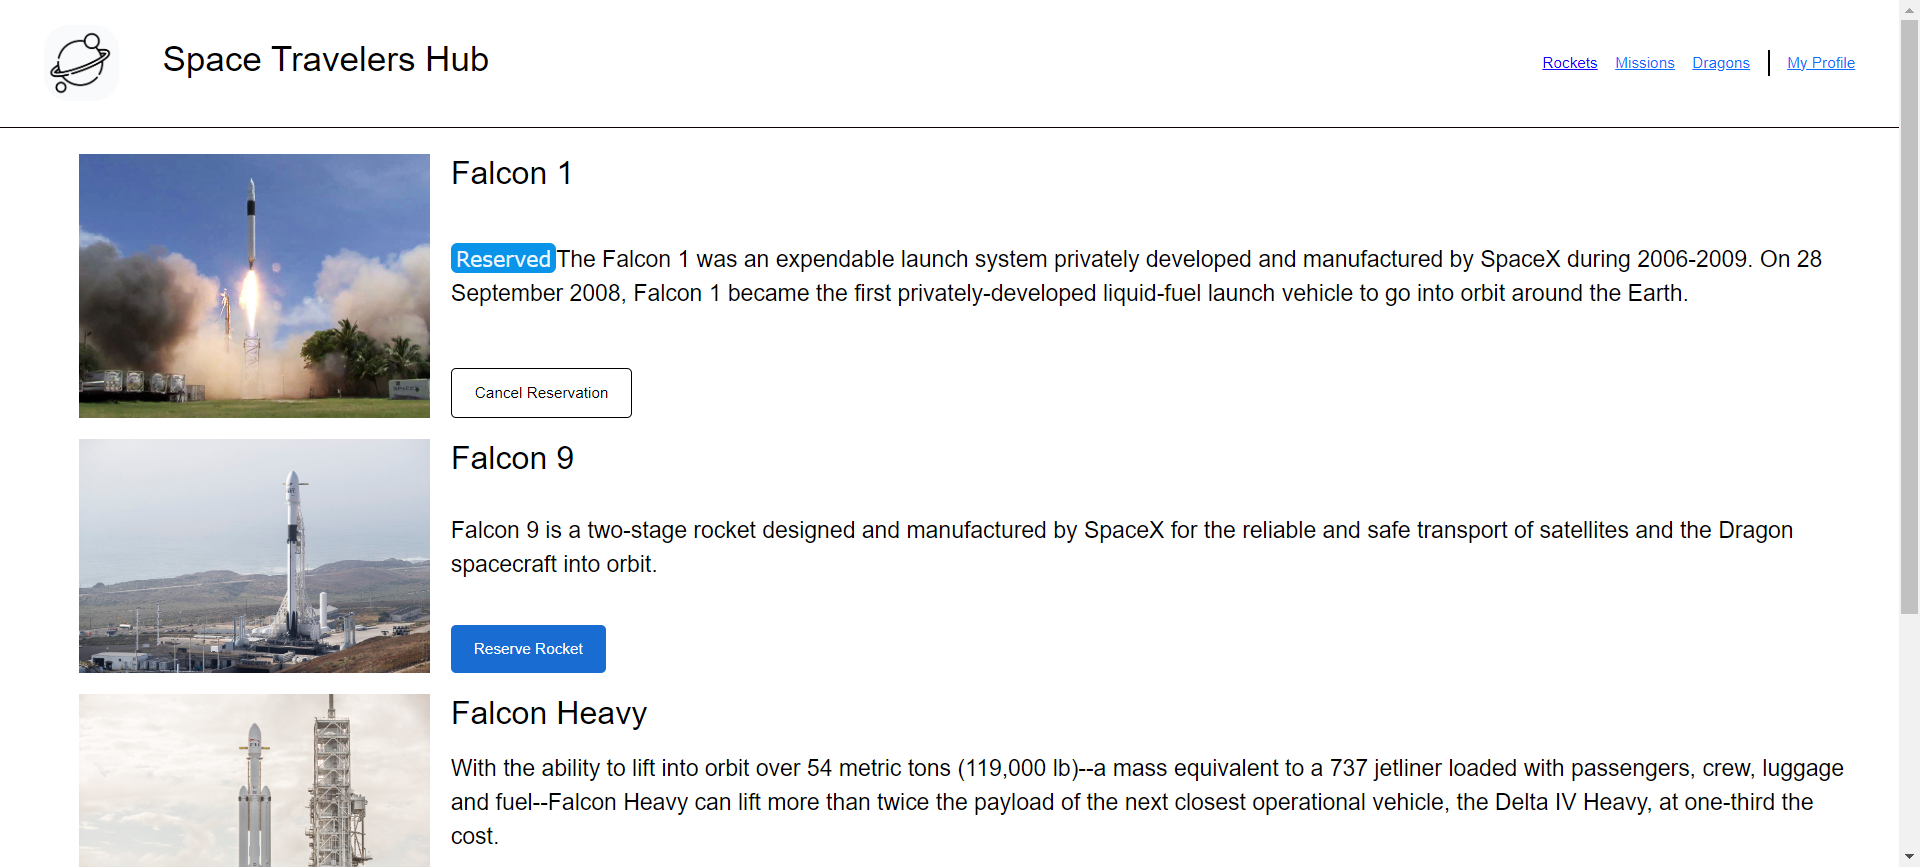 Space Travelers Hub
Rockets Missions Dragons My Profile
Falcon 1
Reserved The Falcon 1 was an expendable launch system privately developed and manufactured by SpaceX during 2006-2009. On 28
September 2008, Falcon 1 became the first privately-developed liquid-fuel launch vehicle to go into orbit around the Earth.
Cancel Reservation
Falcon 9
Falcon 9 is a two-stage rocket designed and manufactured by SpaceX for the reliable and safe transport of satellites and the Dragon
spacecraft into orbit.
Reserve Rocket
Falcon Heavy
With the ability to lift into orbit over 54 metric tons (119,000 lb)--a mass equivalent to a 737 jetliner loaded with passengers, crew, luggage
and fuel--Falcon Heavy can lift more than twice the payload of the next closest operational vehicle, the Delta IV Heavy, at one-third the
cost.